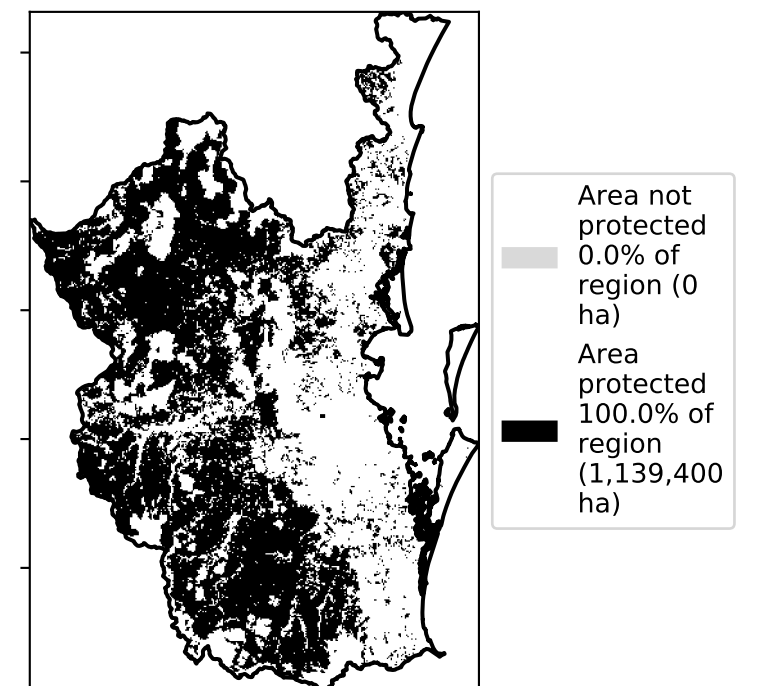 Area not
protected
0.0% of
region (0
ha)
Area
protected
100.0% of
region
(1,139,400
ha)